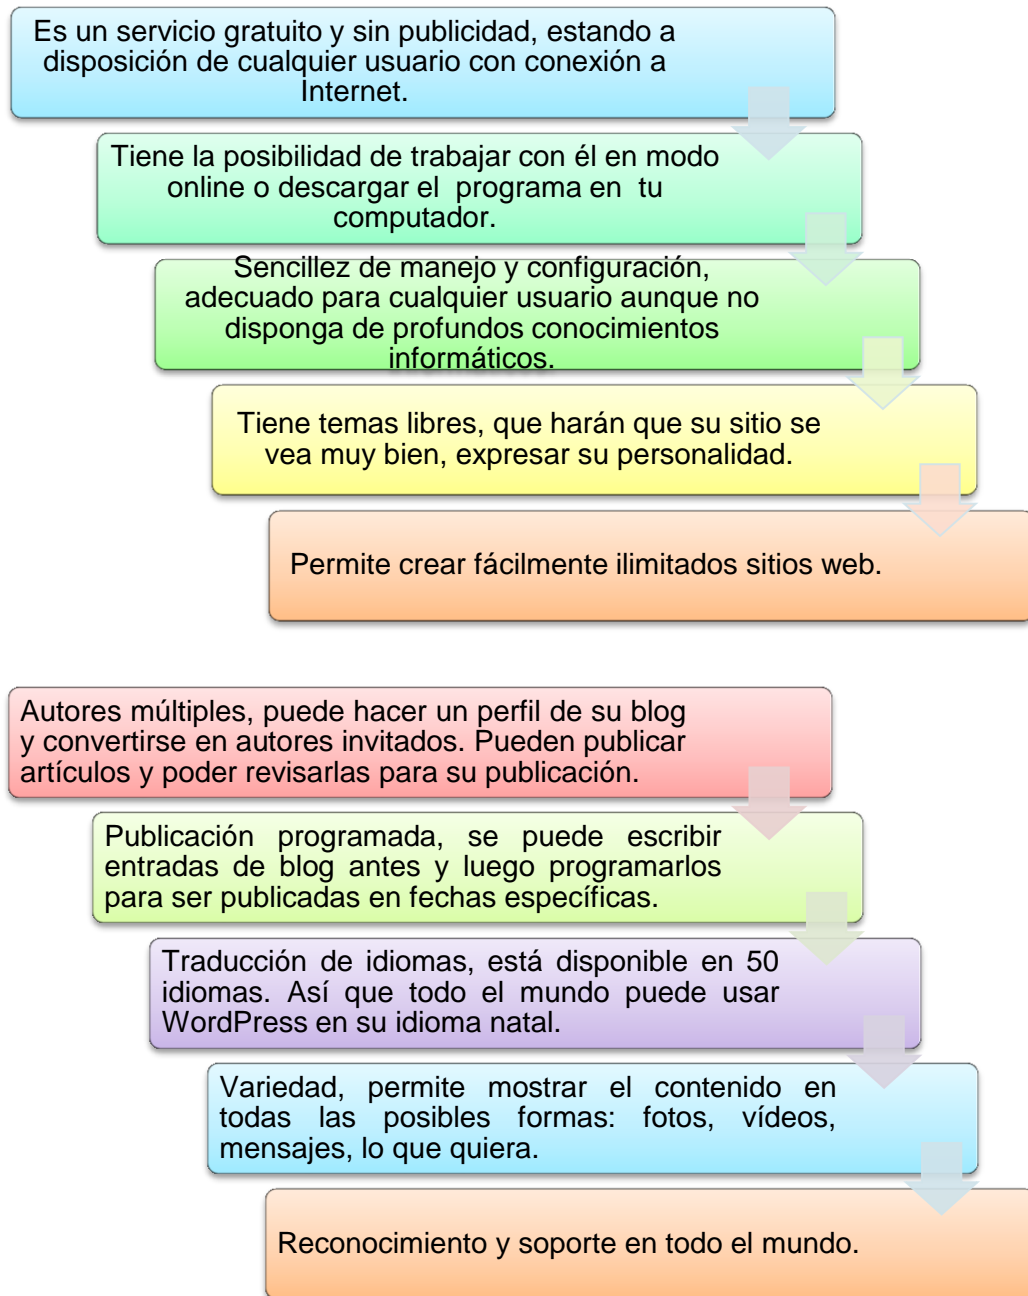 Es un servicio gratuito y sin publicidad, estando a
disposición de cualquier usuario con conexión a
Internet.
Tiene la posibilidad de trabajar con él en modo
online o descargar el programa en tu
computador.
Sencillez de manejo y configuración,
adecuado para cualquier usuario aunque no
disponga de profundos conocimientos
informáticos.
Tiene temas libres, que harán que su sitio se
vea muy bien, expresar su personalidad.
Permite crear fácilmente ilimitados sitios web.
Autores múltiples, puede hacer un perfil de su blog
y convertirse en autores invitados. Pueden publicar
artículos y poder revisarlas para su publicación.
Publicación programada, se puede escribir
entradas de blog antes y luego programarlos
para ser publicadas en fechas específicas.
Traducción de idiomas, está disponible en 50
idiomas. Así que todo el mundo puede usar
WordPress en su idioma natal.
Variedad, permite mostrar el contenido en
todas las posibles formas: fotos, vídeos,
mensajes, lo que quiera.
Reconocimiento y soporte en todo el mundo.